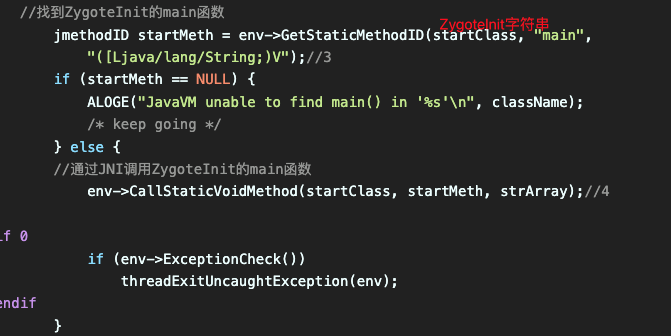 //找到ZygoteInit的main函数
ZygoteInit字符串
jmethodID startMeth = env->GetStaticMethodID(startClass, "main",
"([Ljava/lang/String;)V");//3
if (startMeth == NULL) {
ALOGE("JavaVM unable to find main() in '%s'\n", className);
/* keep going */
} else {
//通过JNI调用ZygoteInit的main函数
env->CallStaticVoidMethod(startClass, startMeth, strArray);//4
if 0
if (env->ExceptionCheck())
threadExitUncaughtException(env);
endif
}